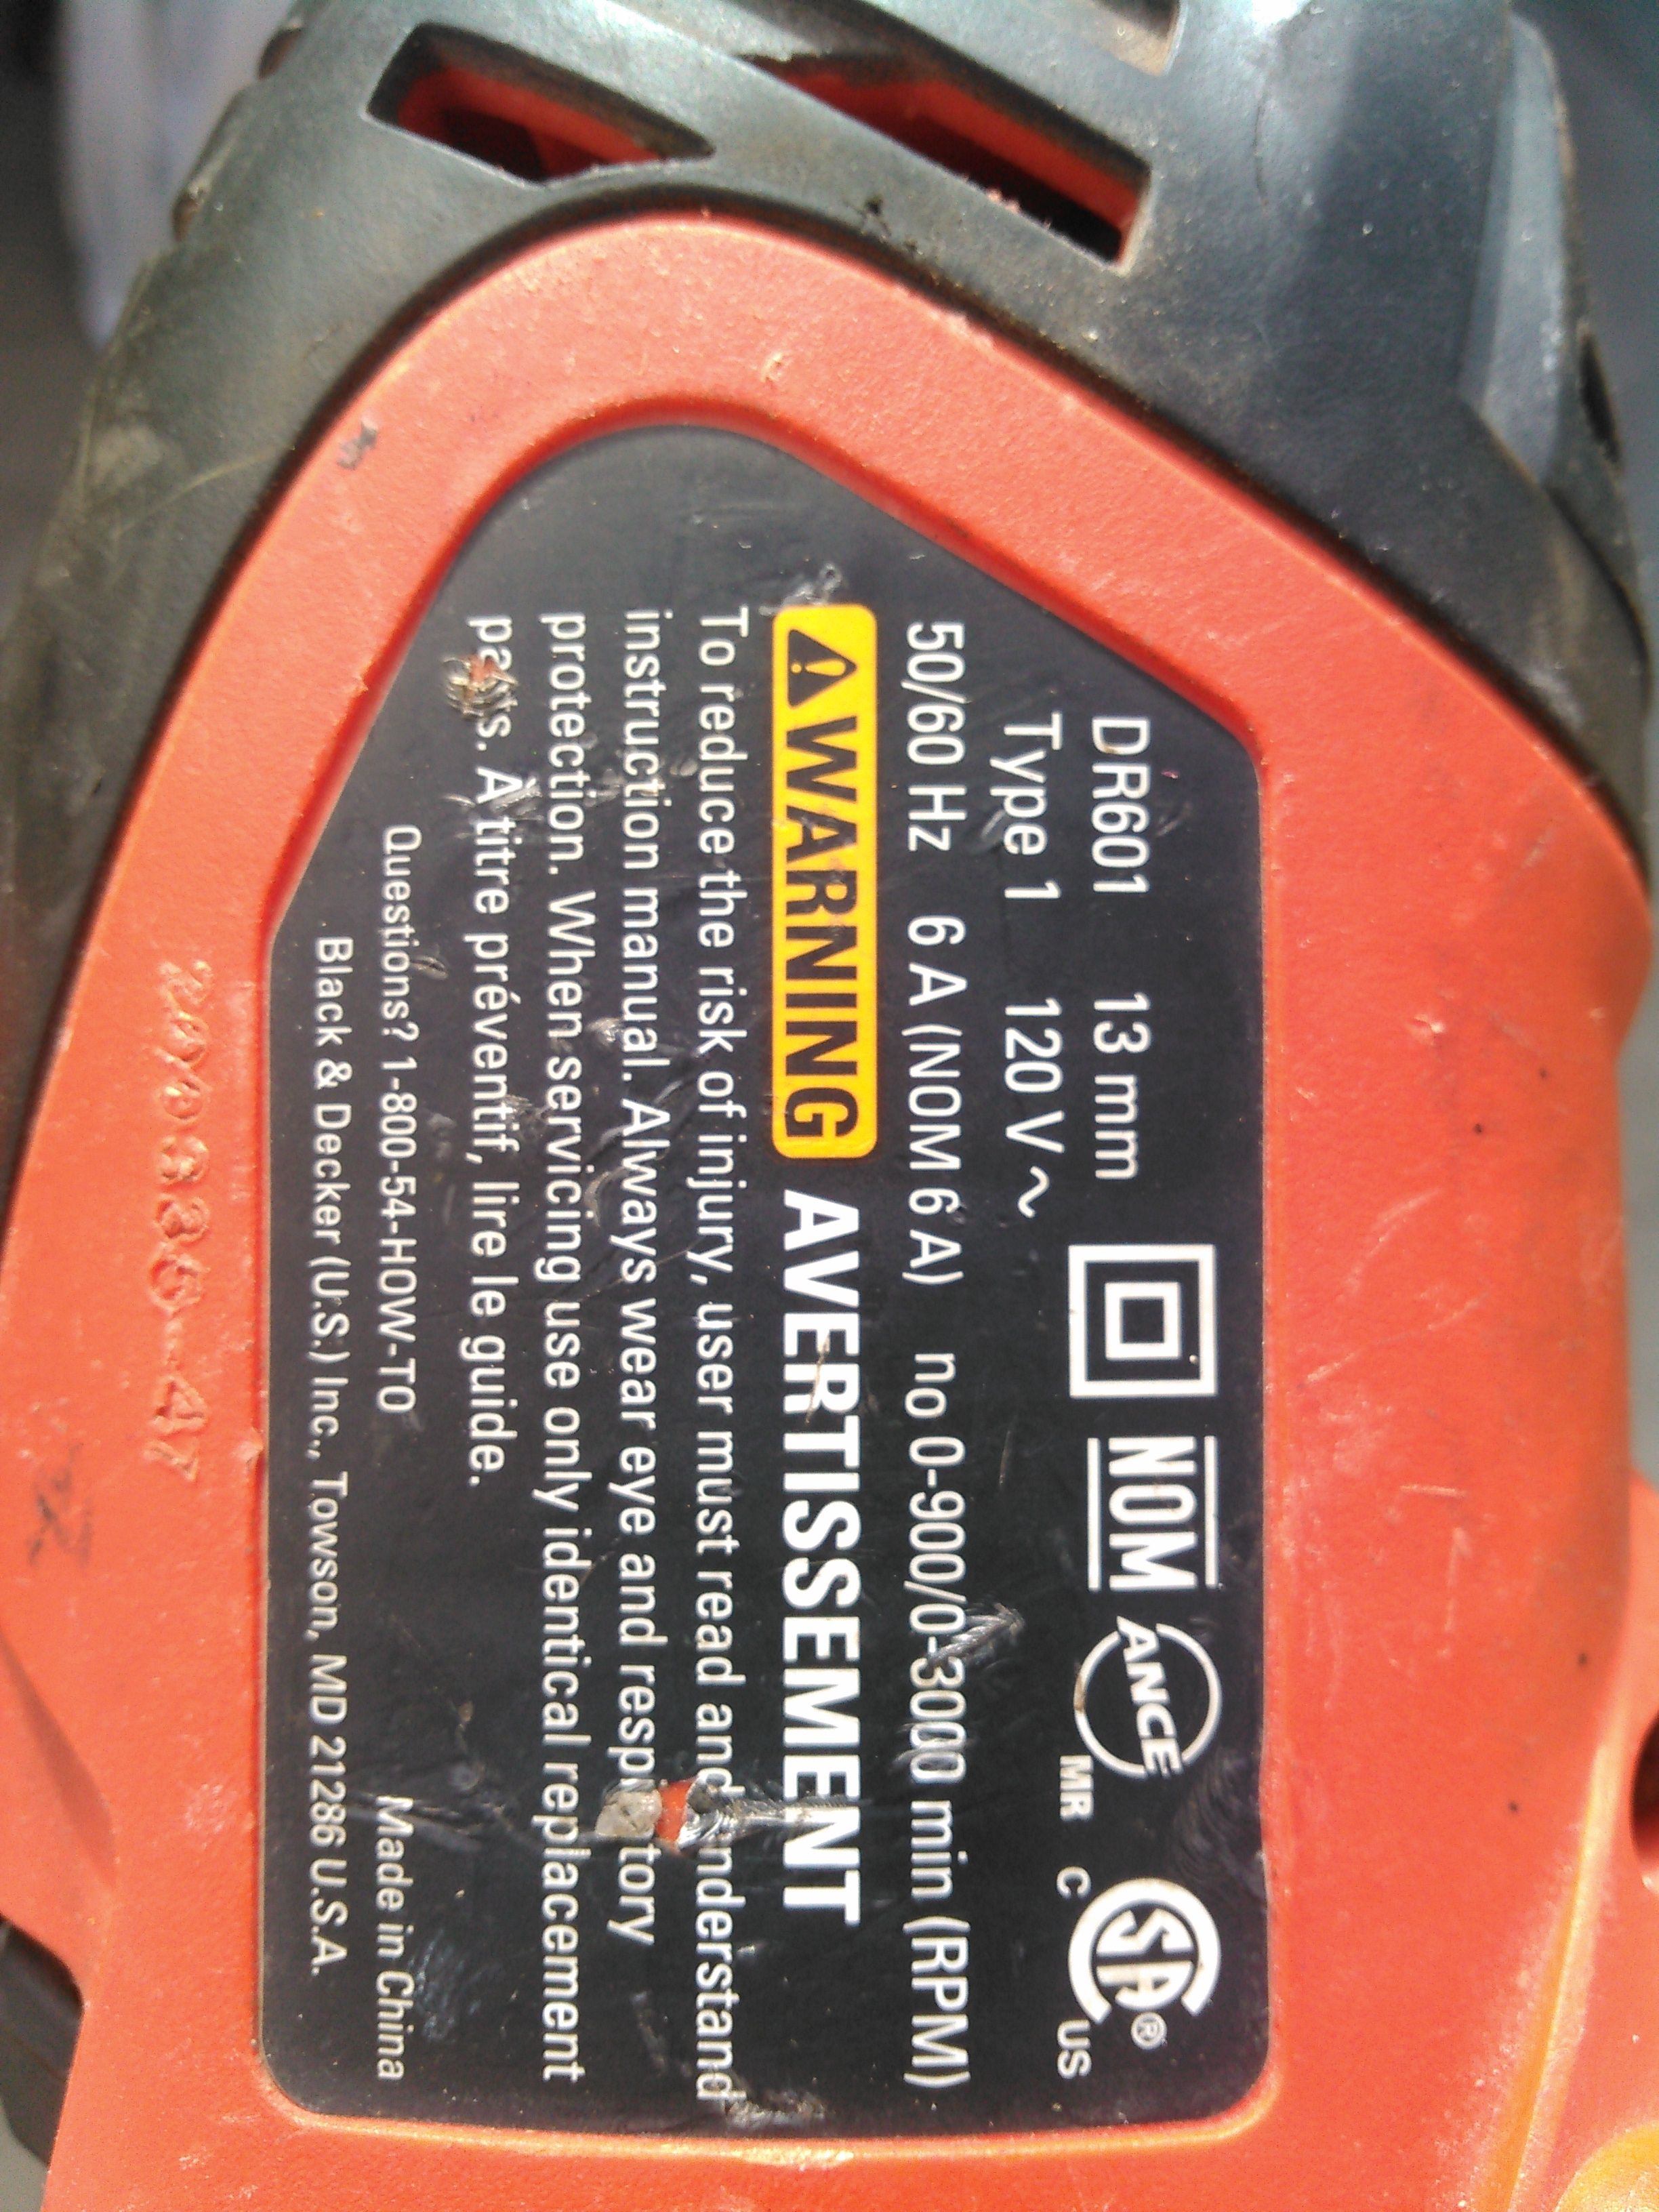 DR601 13 mm NOM ANCE MR C SA® US
Type 1 120 V ~
50/60 Hz 6 A (NOM 6 A) no 0-900/0-3000 min (RPM)
WARNING AVERTISSEMENT
To reduce the risk of injury, user must read and understand
instruction manual. Always wear eye and respiratory
protection. When servicing use only identical replacement
parts. À titre préventif, lire le guide.
Questions? 1-800-54-HOW-TO Made in China
Black & Decker (U.S.) Inc., Towson, MD 21286 U.S.A.